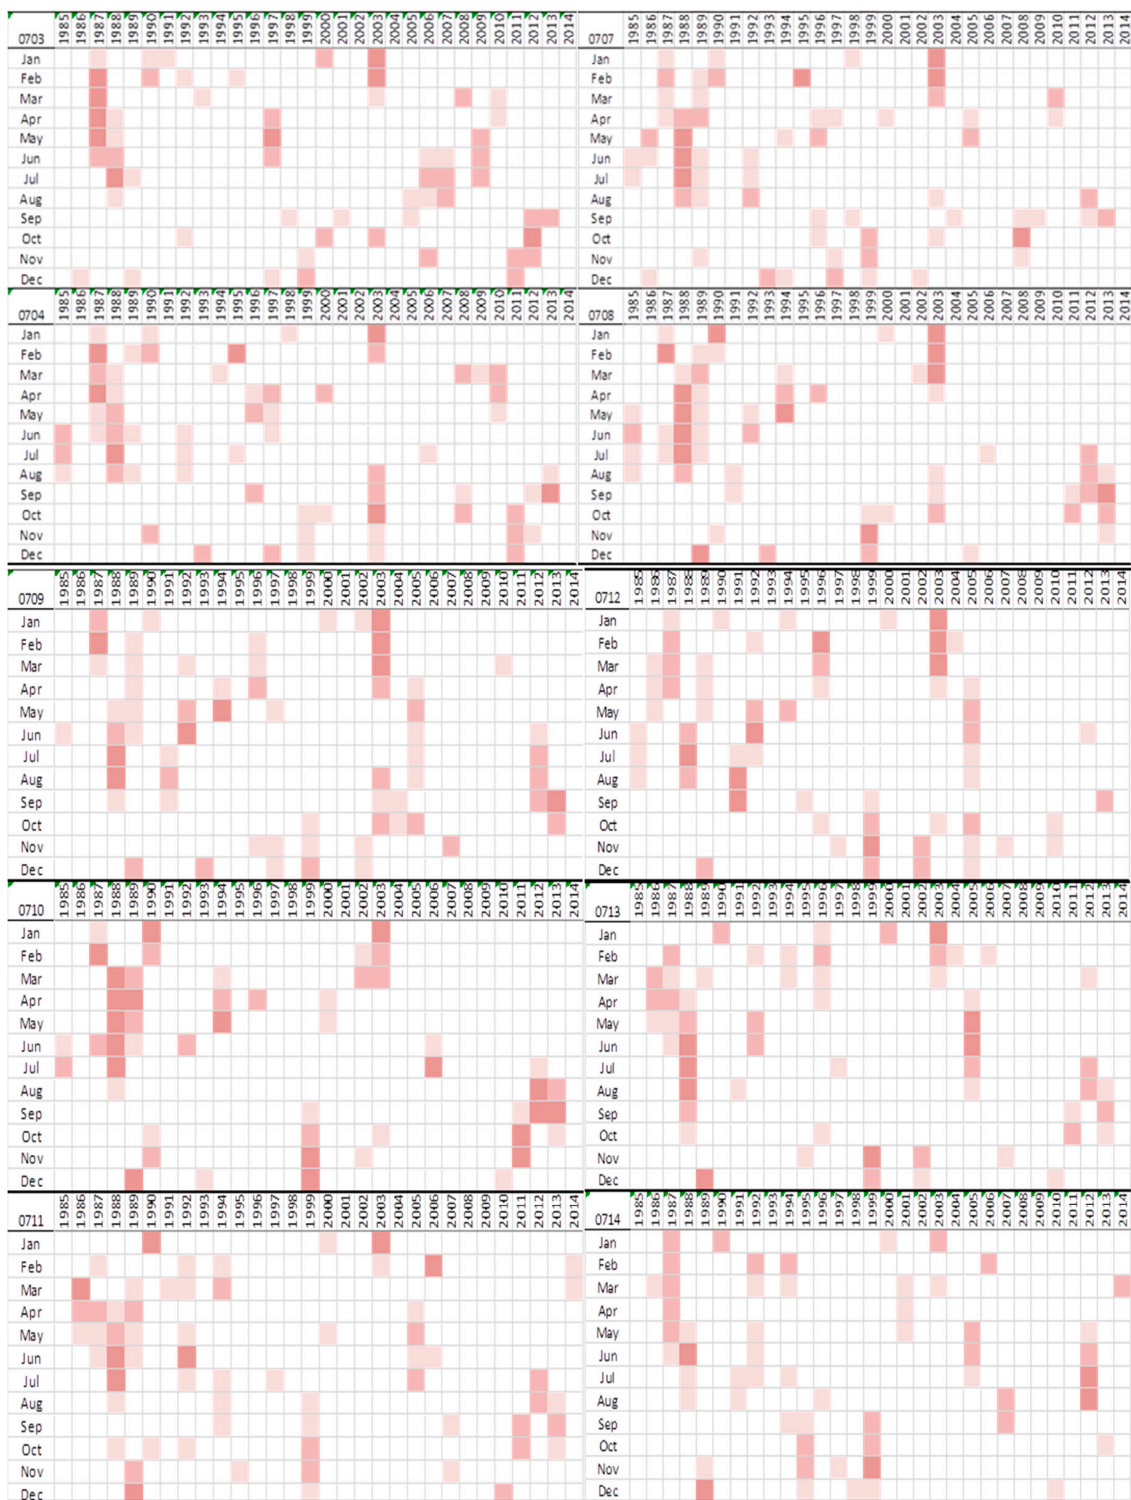 0703 1985 1986 1987 1988 1989 1990 1991 1992 1993 1994 1995 1996 1997 1998 1999 2000 2001 2002 2003 2004 2005 2006 2007 2008 2009 2010 2011 2012 2013 2014
Jan
Feb
Mar
Apr
May
Jun
Jul
Aug
Sep
Oct
Nov
Dec
0707 1985 1986 1987 1988 1989 1990 1991 1992 1993 1994 1995 1996 1997 1998 1999 2000 2001 2002 2003 2004 2005 2006 2007 2008 2009 2010 2011 2012 2013 2014
Jan
Feb
Mar
Apr
May
Jun
Jul
Aug
Sep
Oct
Nov
Dec
0704 1985 1986 1987 1988 1989 1990 1991 1992 1993 1994 1995 1996 1997 1998 1999 2000 2001 2002 2003 2004 2005 2006 2007 2008 2009 2010 2011 2012 2013 2014
Jan
Feb
Mar
Apr
May
Jun
Jul
Aug
Sep
Oct
Nov
Dec
0708 1985 1986 1987 1988 1989 1990 1991 1992 1993 1994 1995 1996 1997 1998 1999 2000 2001 2002 2003 2004 2005 2006 2007 2008 2009 2010 2011 2012 2013 2014
Jan
Feb
Mar
Apr
May
Jun
Jul
Aug
Sep
Oct
Nov
Dec
0709 1985 1986 1987 1988 1989 1990 1991 1992 1993 1994 1995 1996 1997 1998 1999 2000 2001 2002 2003 2004 2005 2006 2007 2008 2009 2010 2011 2012 2013 2014
Jan
Feb
Mar
Apr
May
Jun
Jul
Aug
Sep
Oct
Nov
Dec
0712 1985 1986 1987 1988 1989 1990 1991 1992 1993 1994 1995 1996 1997 1998 1999 2000 2001 2002 2003 2004 2005 2006 2007 2008 2009 2010 2011 2012 2013 2014
Jan
Feb
Mar
Apr
May
Jun
Jul
Aug
Sep
Oct
Nov
Dec
0710 1985 1986 1987 1988 1989 1990 1991 1992 1993 1994 1995 1996 1997 1998 1999 2000 2001 2002 2003 2004 2005 2006 2007 2008 2009 2010 2011 2012 2013 2014
Jan
Feb
Mar
Apr
May
Jun
Jul
Aug
Sep
Oct
Nov
Dec
0713 1985 1986 1987 1988 1989 1990 1991 1992 1993 1994 1995 1996 1997 1998 1999 2000 2001 2002 2003 2004 2005 2006 2007 2008 2009 2010 2011 2012 2013 2014
Jan
Feb
Mar
Apr
May
Jun
Jul
Aug
Sep
Oct
Nov
Dec
0711 1985 1986 1987 1988 1989 1990 1991 1992 1993 1994 1995 1996 1997 1998 1999 2000 2001 2002 2003 2004 2005 2006 2007 2008 2009 2010 2011 2012 2013 2014
Jan
Feb
Mar
Apr
May
Jun
Jul
Aug
Sep
Oct
Nov
Dec
0714 1985 1986 1987 1988 1989 1990 1991 1992 1993 1994 1995 1996 1997 1998 1999 2000 2001 2002 2003 2004 2005 2006 2007 2008 2009 2010 2011 2012 2013 2014
Jan
Feb
Mar
Apr
May
Jun
Jul
Aug
Sep
Oct
Nov
Dec